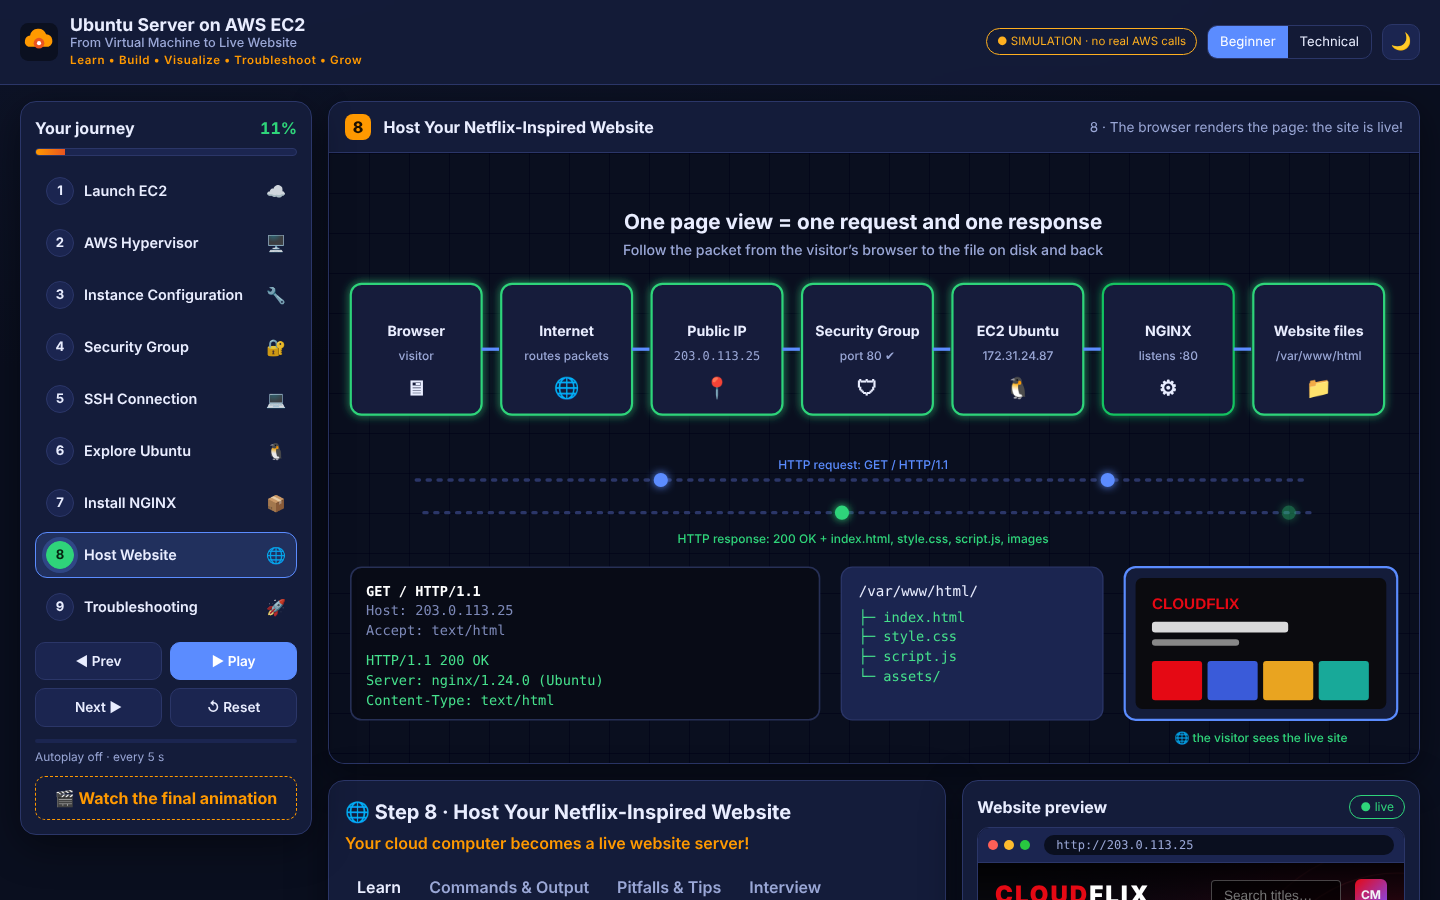 Ubuntu Server on AWS EC2
From Virtual Machine to Live Website
Learn • Build • Visualize • Troubleshoot • Grow
SIMULATION · no real AWS calls
Beginner
Technical
Your journey
11%
1
Launch EC2
2
AWS Hypervisor
3
Instance Configuration
4
Security Group
5
SSH Connection
6
Explore Ubuntu
7
Install NGINX
8
Host Website
9
Troubleshooting
◀ Prev
▶ Play
Next ▶
↺ Reset
Autoplay off · every 5 s
🎬 Watch the final animation
8
Host Your Netflix-Inspired Website
8 · The browser renders the page: the site is live!
One page view = one request and one response
Follow the packet from the visitor's browser to the file on disk and back
Browser
visitor
Internet
routes packets
Public IP
203.0.113.25
Security Group
port 80 ✔
EC2 Ubuntu
172.31.24.87
NGINX
listens :80
Website files
/var/www/html
HTTP request: GET / HTTP/1.1
HTTP response: 200 OK + index.html, style.css, script.js, images
GET / HTTP/1.1
Host: 203.0.113.25
Accept: text/html
HTTP/1.1 200 OK
Server: nginx/1.24.0 (Ubuntu)
Content-Type: text/html
/var/www/html/
├─ index.html
├─ style.css
├─ script.js
└─ assets/
CLOUDFLIX
🌐 the visitor sees the live site
🌐 Step 8 · Host Your Netflix-Inspired Website
Your cloud computer becomes a live website server!
Learn
Commands & Output
Pitfalls & Tips
Interview
Website preview
live
http://203.0.113.25
CLOUDFLIX
Search titles...
CM